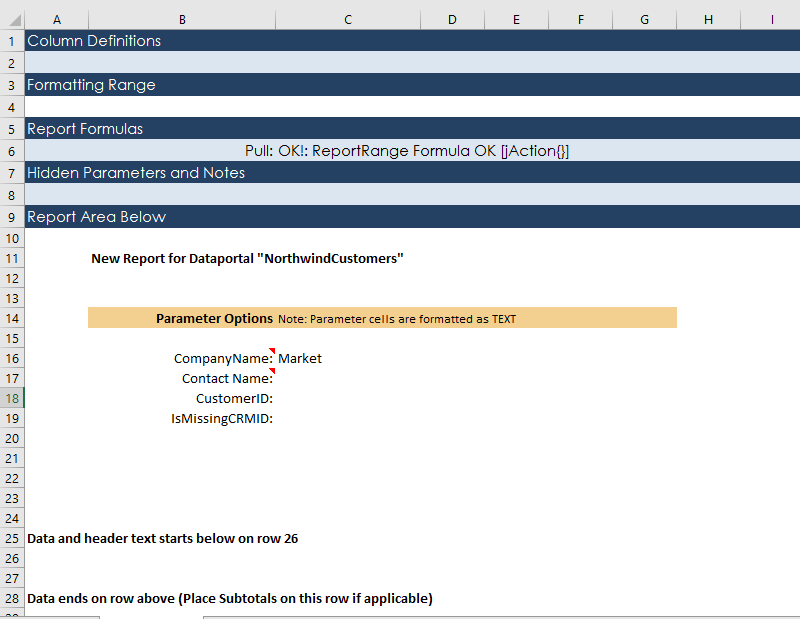 A B C D E F G H I
1 Column Definitions
2
3 Formatting Range
4
5 Report Formulas
6 Pull: OK!: ReportRange Formula OK [jAction{}]
7 Hidden Parameters and Notes
8
9 Report Area Below
10
11 New Report for Dataportal "NorthwindCustomers"
12
13
14 Parameter Options Note: Parameter cells are formatted as TEXT
15
16 CompanyName: Market
17 Contact Name:
18 CustomerID:
19 IsMissingCRMID:
20
21
22
23
24
25 Data and header text starts below on row 26
26
27
28 Data ends on row above (Place Subtotals on this row if applicable)